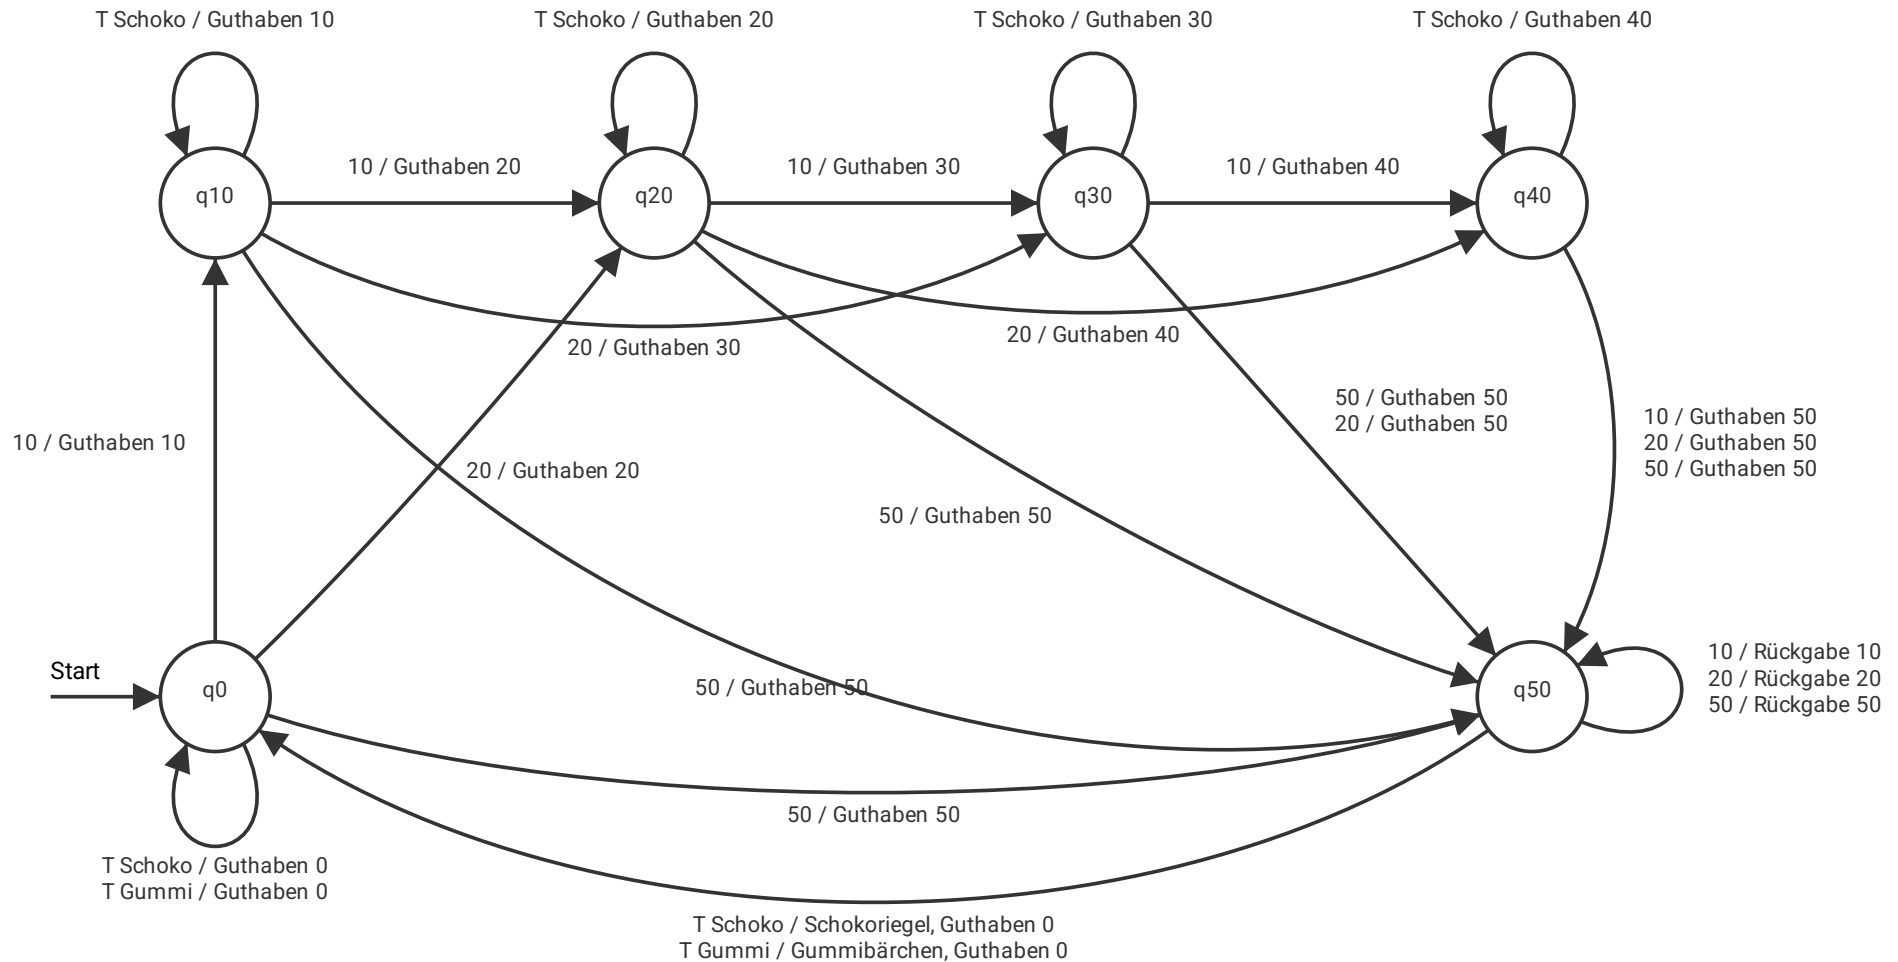 T Schoko / Guthaben 10
T Schoko / Guthaben 20
T Schoko / Guthaben 30
T Schoko / Guthaben 40
q10
10 / Guthaben 20
q20
10 / Guthaben 30
q30
10 / Guthaben 40
q40
20 / Guthaben 30
20 / Guthaben 40
50 / Guthaben 50
20 / Guthaben 50
10 / Guthaben 50
20 / Guthaben 50
50 / Guthaben 50
10 / Guthaben 10
20 / Guthaben 20
50 / Guthaben 50
Start
q0
50 / Guthaben 50
q50
10 / Rückgabe 10
20 / Rückgabe 20
50 / Rückgabe 50
50 / Guthaben 50
T Schoko / Guthaben 0
T Gummi / Guthaben 0
T Schoko / Schokoriegel, Guthaben 0
T Gummi / Gummibärchen, Guthaben 0